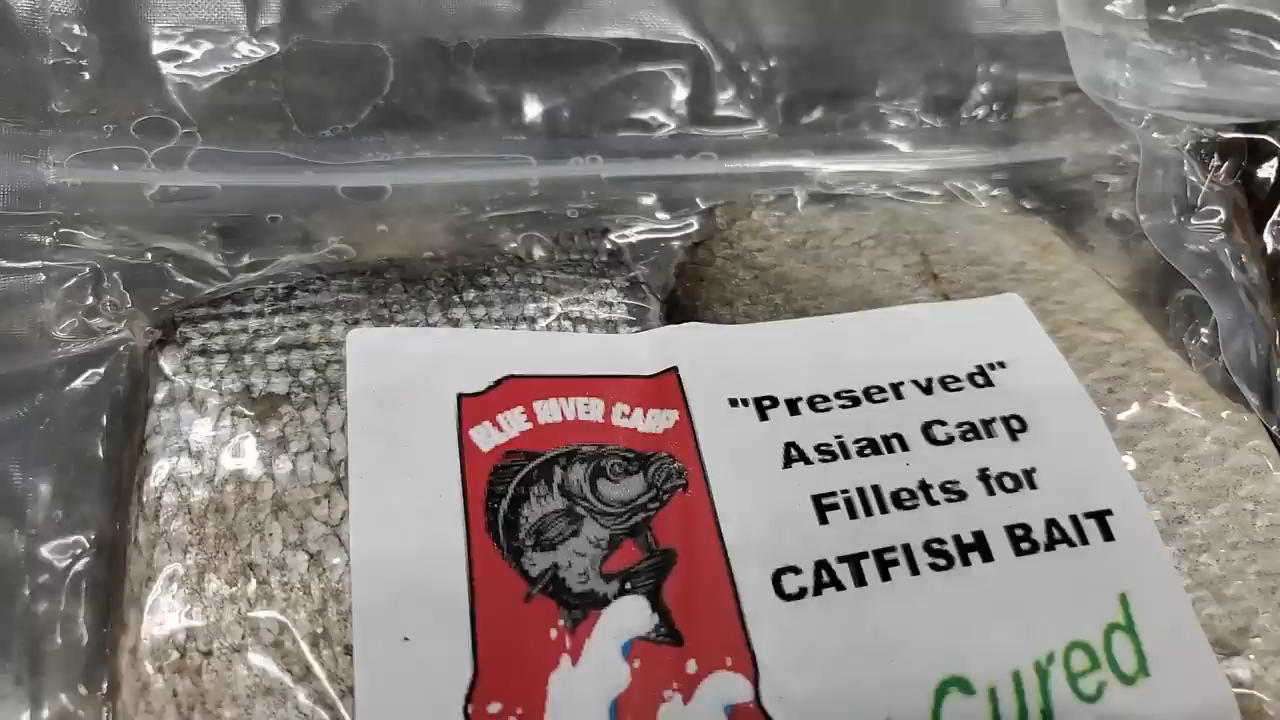 BLUE RIVER CARP
"Preserved"
Asian Carp
Fillets for
CATFISH BAIT
Cured